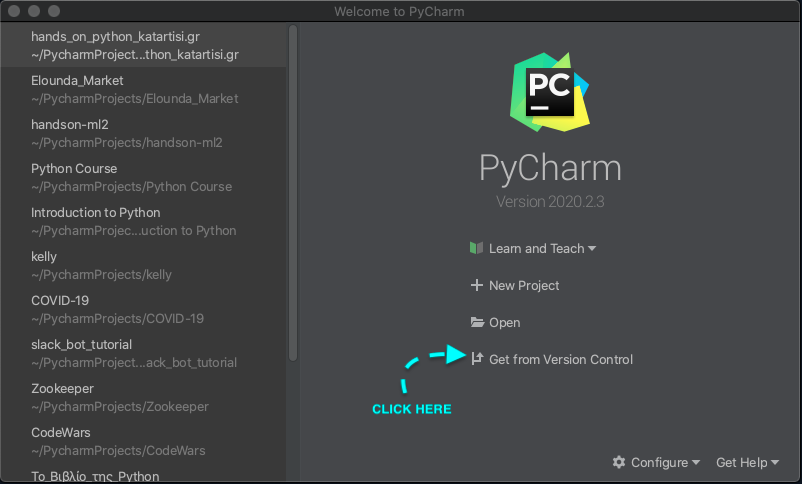 Welcome to PyCharm
hands_on_python_katartisi.gr
~/PycharmProject...thon_katartisi.gr
Elounda_Market
~/PycharmProjects/Elounda_Market
handson-ml2
~/PycharmProjects/handson-ml2
Python Course
~/PycharmProjects/Python Course
Introduction to Python
~/PycharmProjec...uction to Python
kelly
~/PycharmProjects/kelly
COVID-19
~/PycharmProjects/COVID-19
slack_bot_tutorial
~/PycharmProject...ack_bot_tutorial
Zookeeper
~/PycharmProjects/Zookeeper
CodeWars
~/PycharmProjects/CodeWars
Το_Βιβλίο_της_Python
PC
PyCharm
Version 2020.2.3
Learn and Teach
New Project
Open
Get from Version Control
CLICK HERE
Configure
Get Help